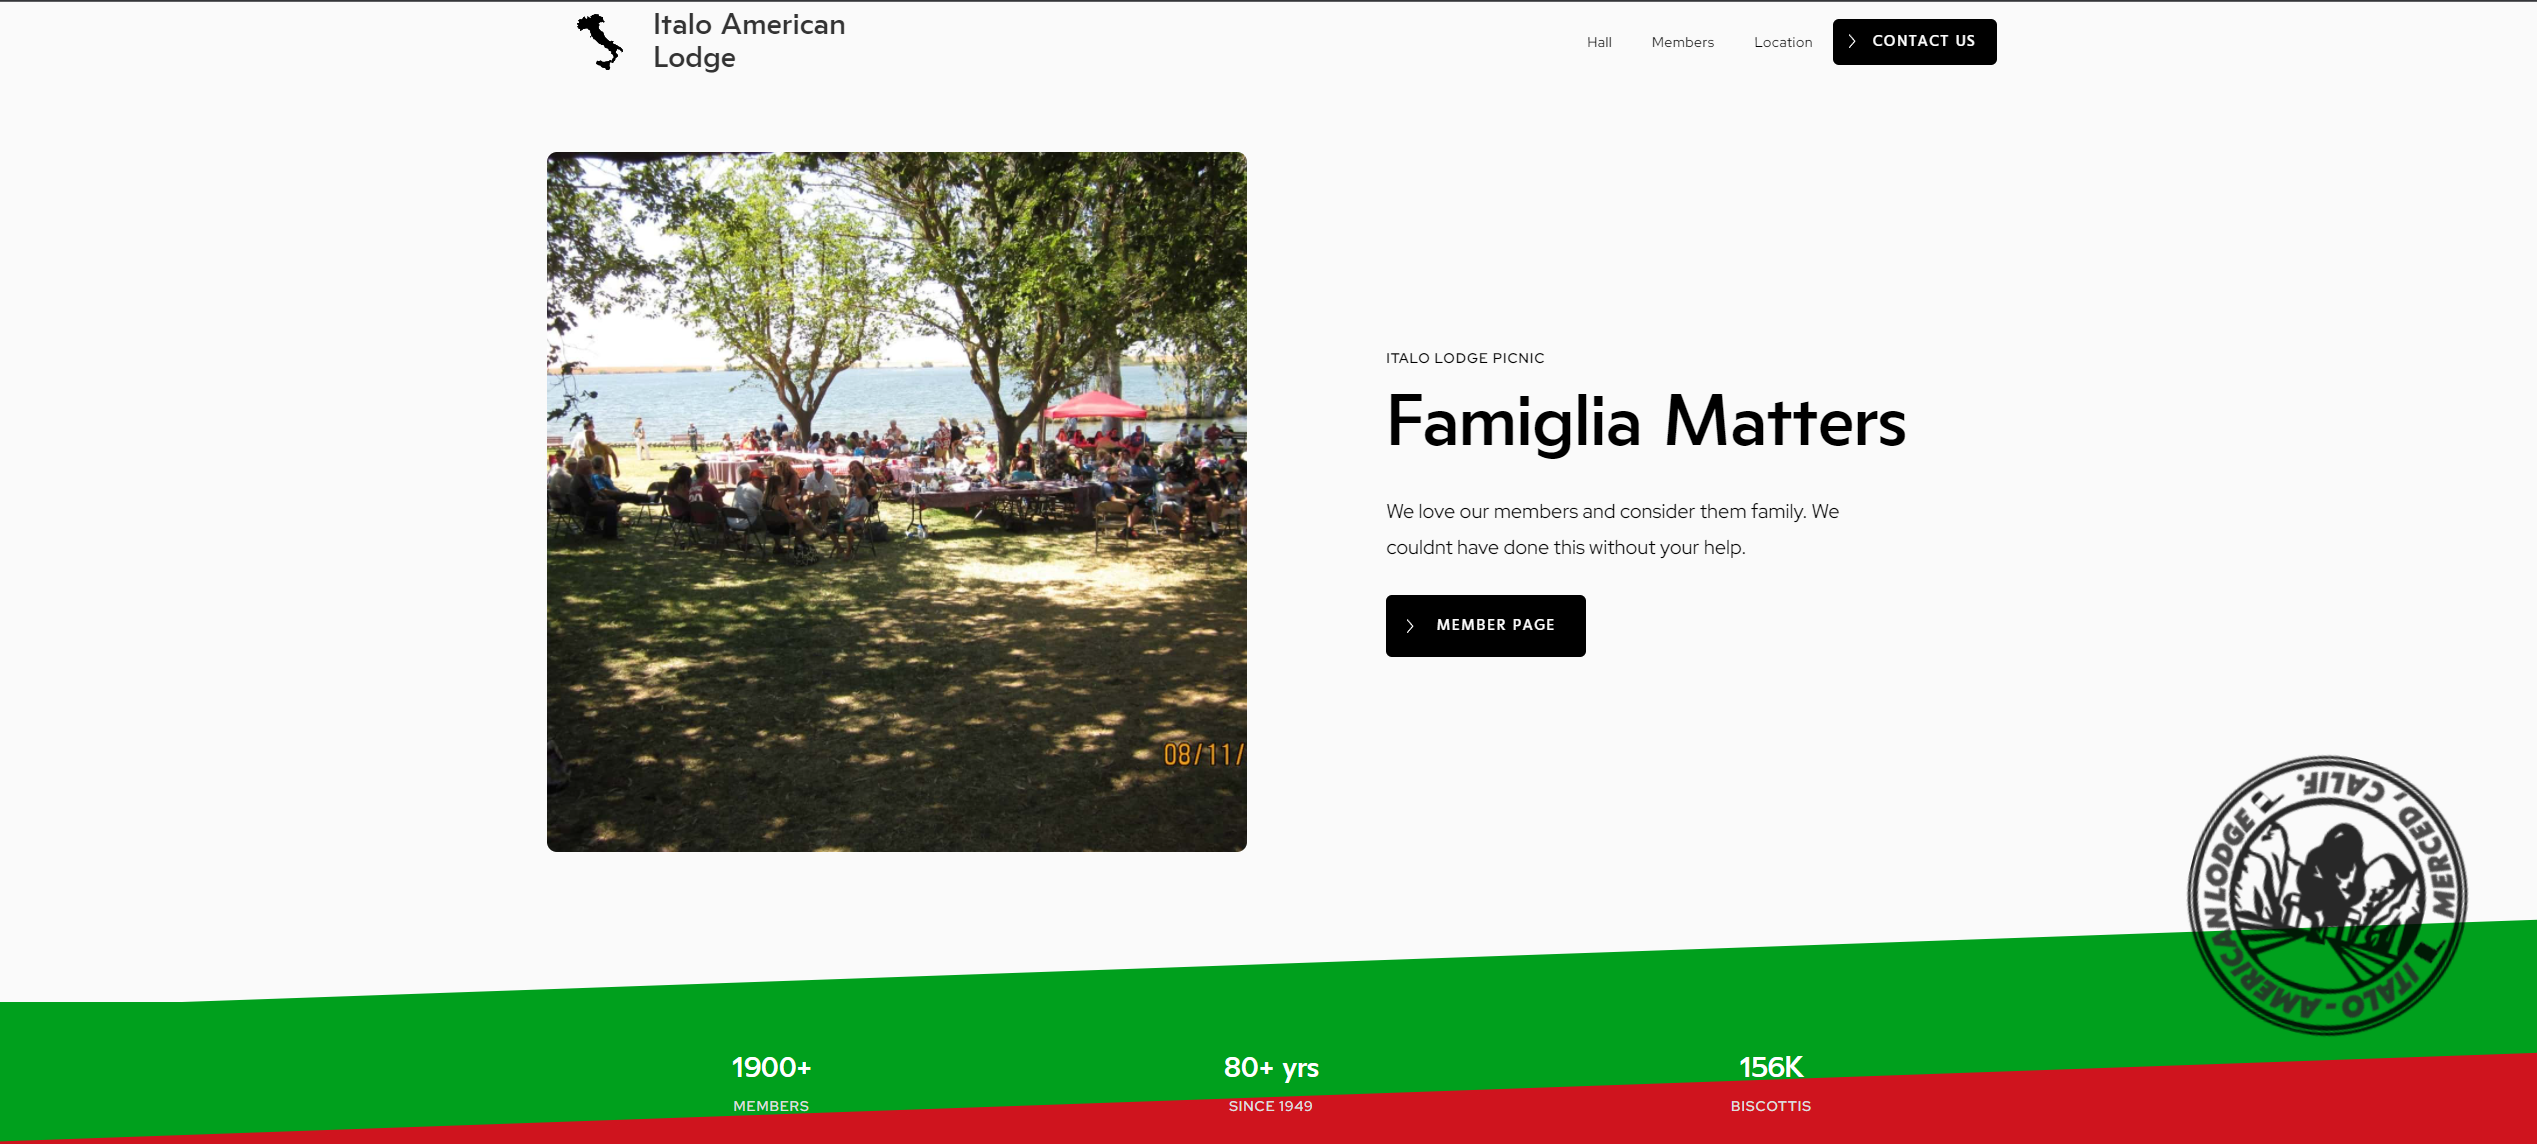 Italo American
Lodge
Hall
Members
Location
CONTACT US
ITALO LODGE PICNIC
Famiglia Matters
We love our members and consider them family. We
couldnt have done this without your help.
MEMBER PAGE
08/11/
ITALO-AMERICAN LODGE
MERCED, CALIF.
1900+
MEMBERS
80+ yrs
SINCE 1949
156K
BISCOTTIS